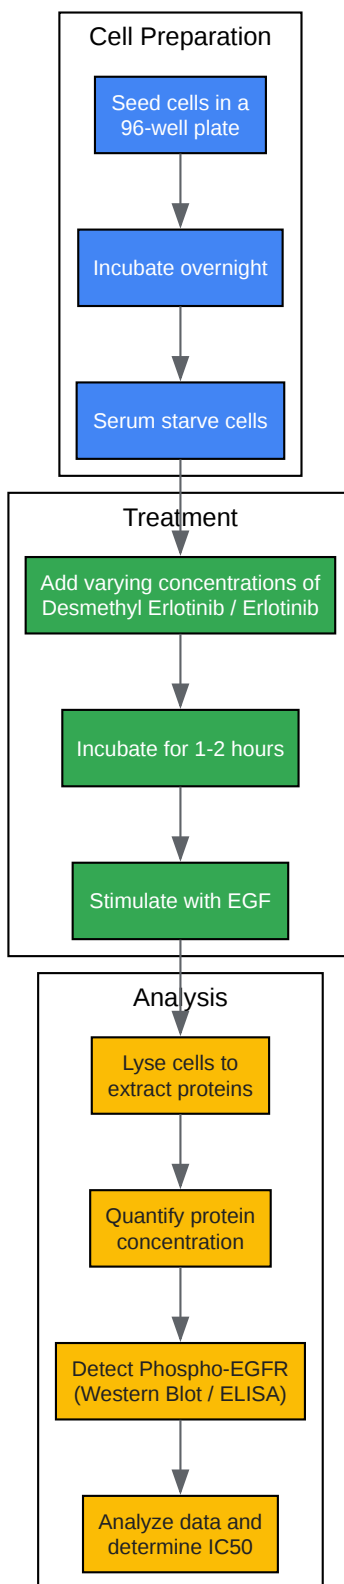 Cell Preparation
Seed cells in a
96-well plate
Incubate overnight
Serum starve cells
Treatment
Add varying concentrations of
Desmethyl Erlotinib / Erlotinib
Incubate for 1-2 hours
Stimulate with EGF
Analysis
Lyse cells to
extract proteins
Quantify protein
concentration
Detect Phospho-EGFR
(Western Blot / ELISA)
Analyze data and
determine IC50